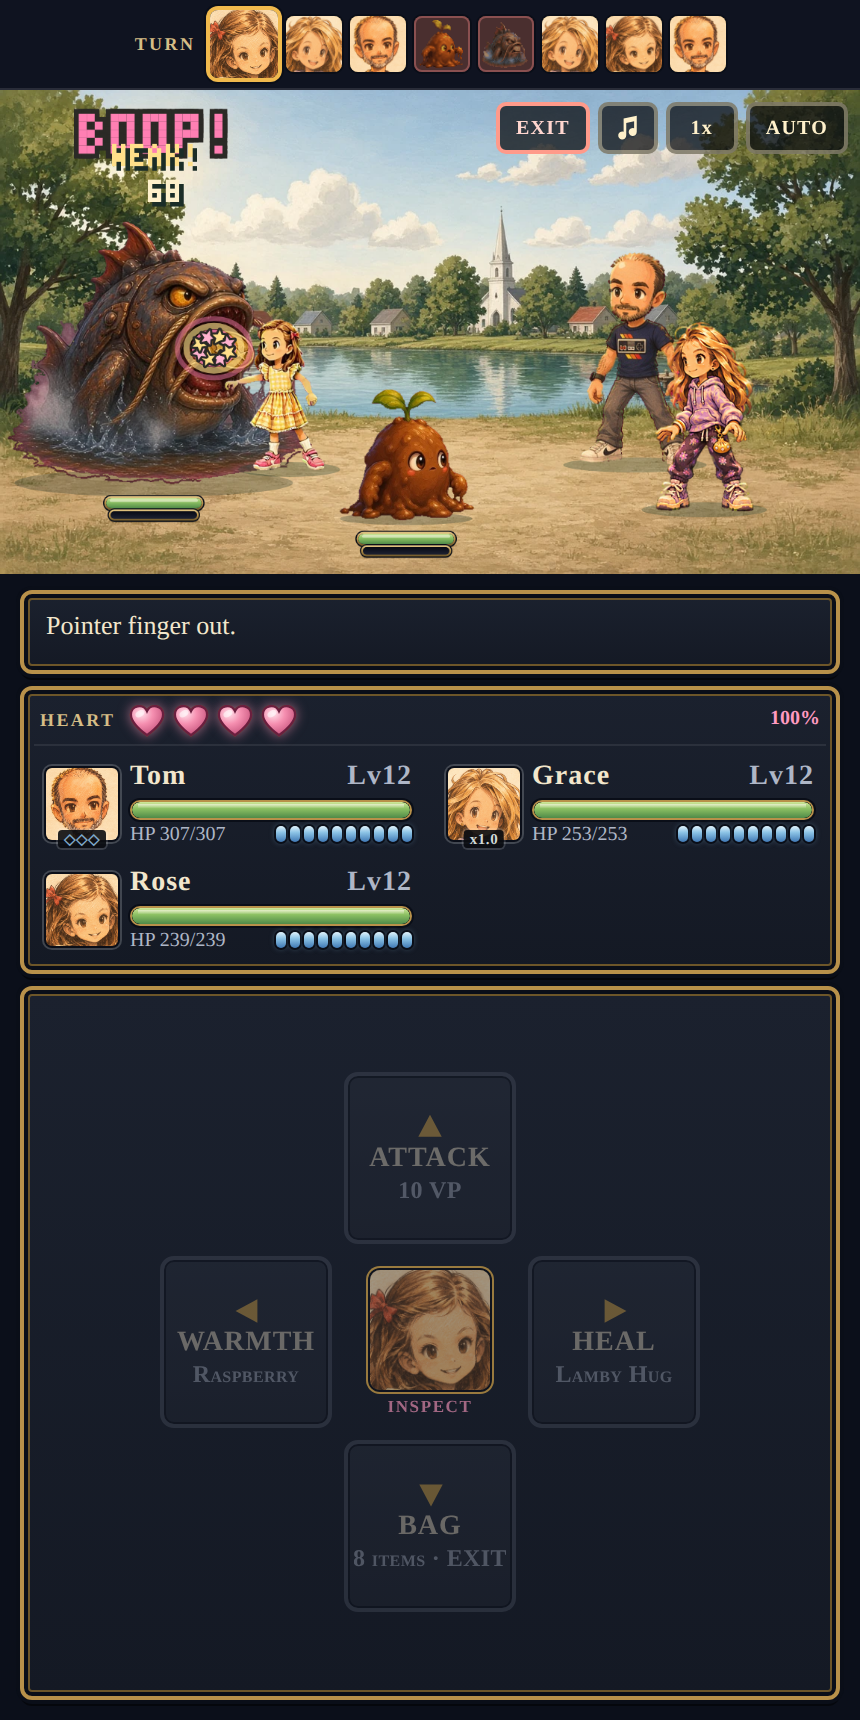 TURN
BOOP!
WEAK!
68
EXIT
1x
AUTO
Pointer finger out.
HEART
100%
Tom Lv12
HP 307/307
Grace Lv12
x1.0
HP 253/253
Rose Lv12
HP 239/239
ATTACK
10 VP
WARMTH
Raspberry
INSPECT
HEAL
Lamby Hug
BAG
8 items · EXIT